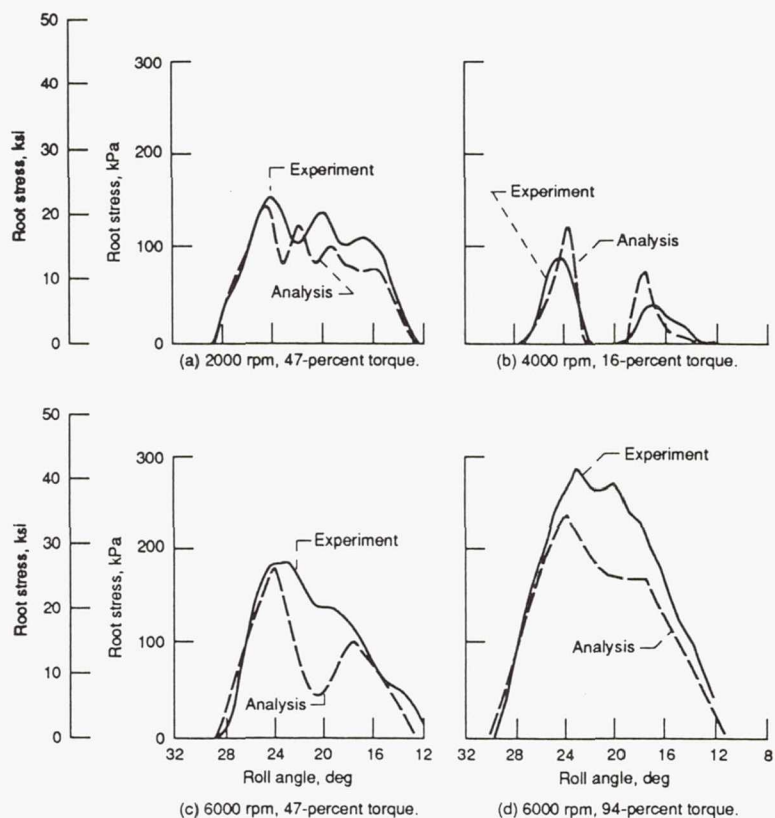 50
40
30
20
10
0
Root stress, ksi
300
200
100
0
Root stress, kPa
Experiment
Analysis
(a) 2000 rpm, 47-percent torque.
Experiment
Analysis
(b) 4000 rpm, 16-percent torque.
50
40
30
20
10
0
Root stress, ksi
300
200
100
0
Root stress, kPa
Experiment
Analysis
32 28 24 20 16 12
Roll angle, deg
(c) 6000 rpm, 47-percent torque.
Experiment
Analysis
32 28 24 20 16 12 8
Roll angle, deg
(d) 6000 rpm, 94-percent torque.